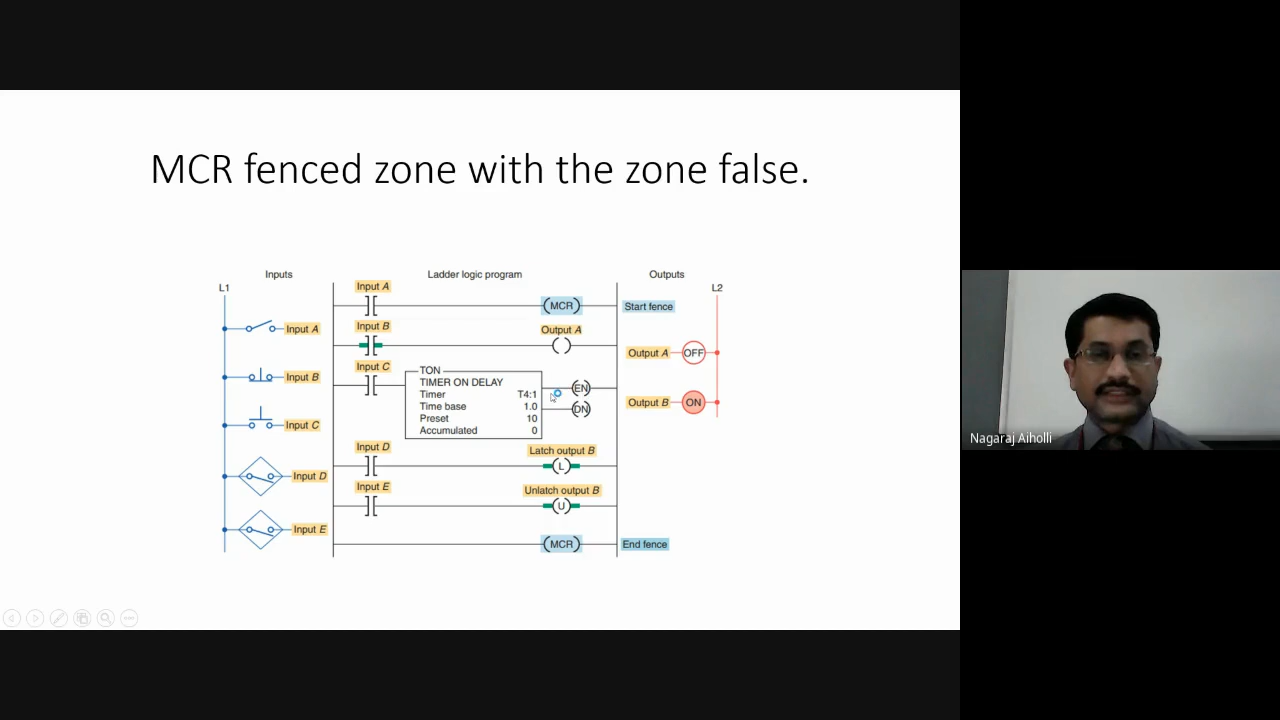 MCR fenced zone with the zone false.
Inputs
Ladder logic program
Outputs
L1
L2
Input A
(MCR)
Start fence
Input A
Input B
Output A
Output A
OFF
Input B
Input C
TON
TIMER ON DELAY
Timer T4:1
Time base 1.0
Preset 10
Accumulated 0
EN
DN
Output B
ON
Input C
Input D
Latch output B
L
Input D
Input E
Unlatch output B
U
Input E
(MCR)
End fence
Nagaraj Aiholli